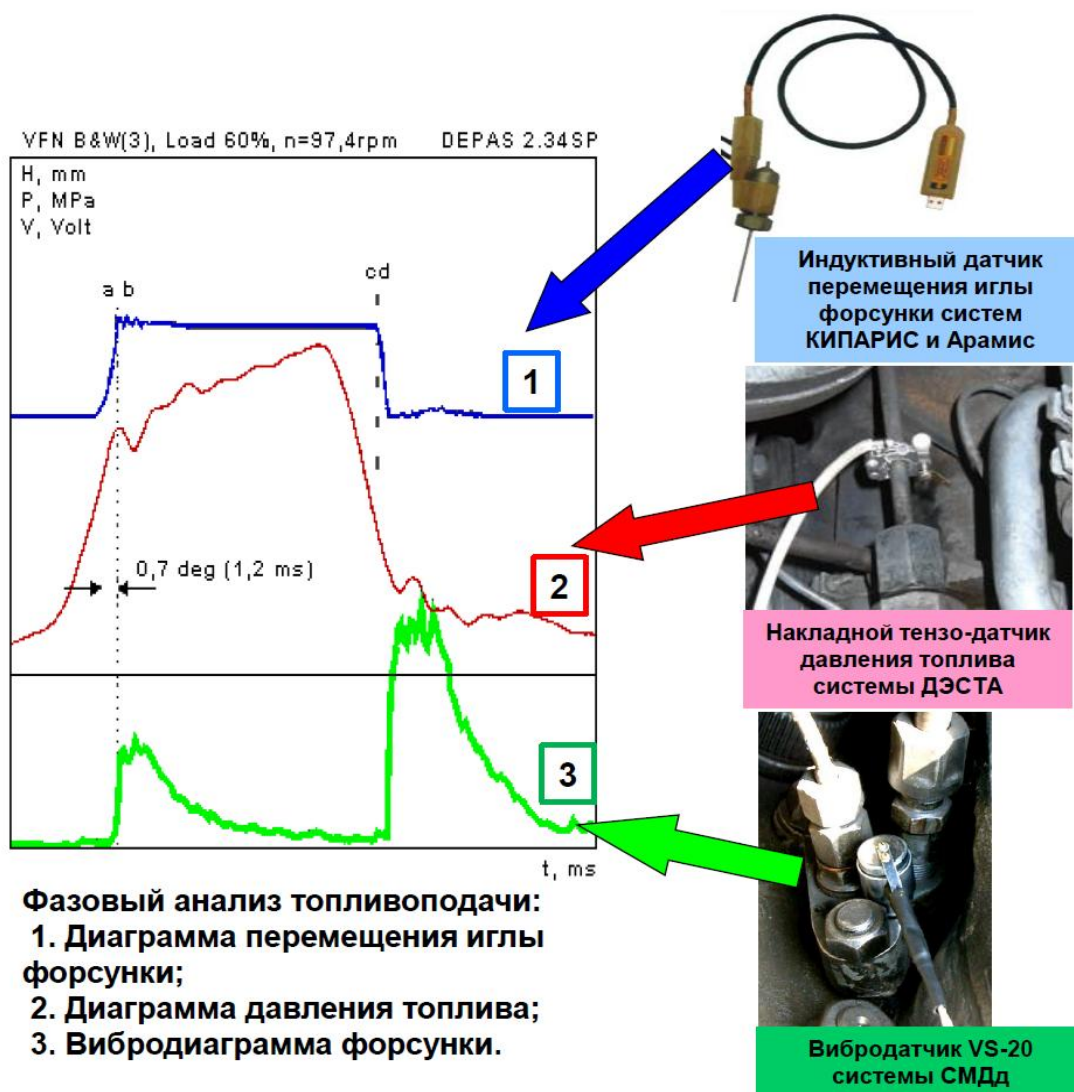 VFN B&W(3), Load 60%, n=97,4rpm DEPAS 2.34SP
H, mm
P, MPa
V, Volt
a b
cd
1
Индуктивный датчик
перемещения иглы
форсунки систем
КИПАРИС и Арамис
0,7 deg (1,2 ms)
2
Накладной тензо-датчик
давления топлива
системы ДЭСТА
3
t, ms
Фазовый анализ топливоподачи:
1. Диаграмма перемещения иглы
форсунки;
2. Диаграмма давления топлива;
3. Вибродиаграмма форсунки.
Вибродатчик VS-20
системы СМДд